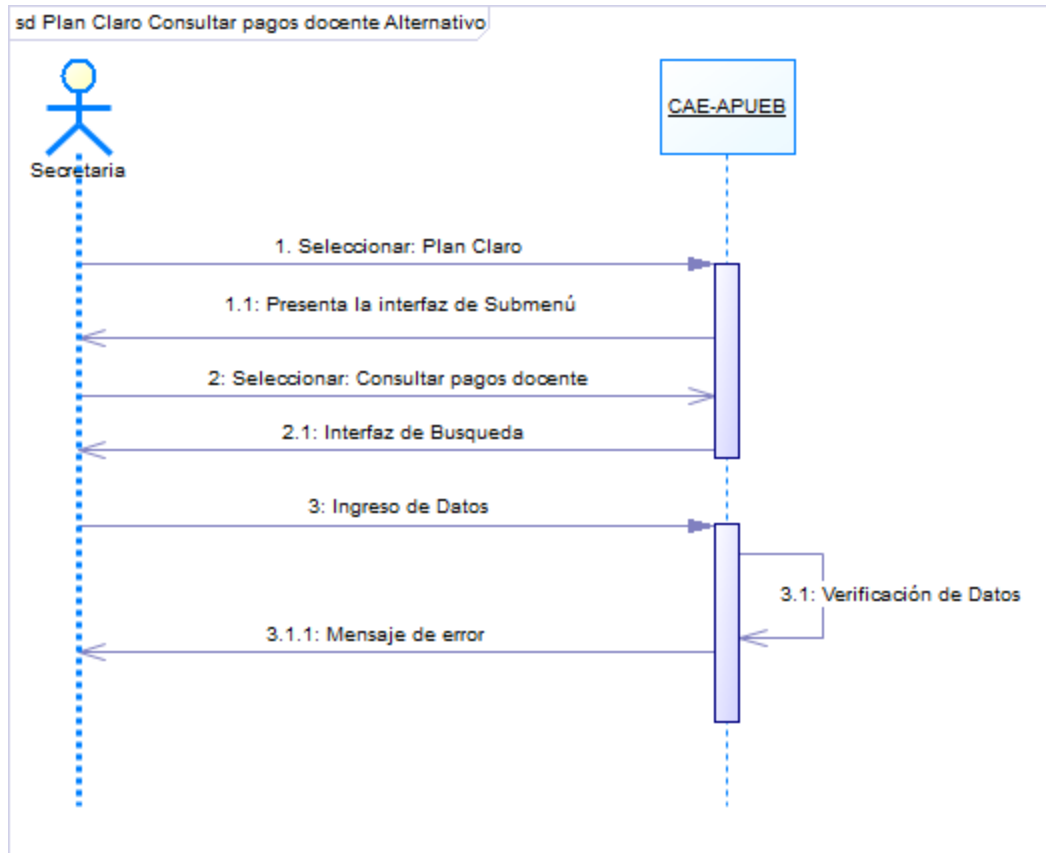 sd Plan Claro Consultar pagos docente Alternativo
CAE-APUEB
Secretaria
1. Seleccionar: Plan Claro
1.1: Presenta la interfaz de Submenú
2: Seleccionar: Consultar pagos docente
2.1: Interfaz de Busqueda
3: Ingreso de Datos
3.1: Verificación de Datos
3.1.1: Mensaje de error